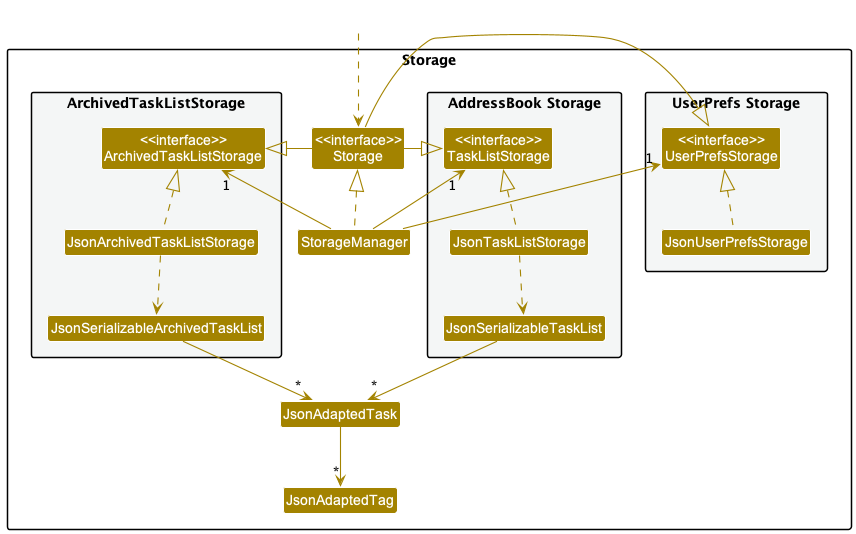 Storage
ArchivedTaskListStorage
AddressBook Storage
UserPrefs Storage
<<interface>>
ArchivedTaskListStorage
<<interface>>
Storage
<<interface>>
TaskListStorage
<<interface>>
UserPrefsStorage
1
1
1
JsonArchivedTaskListStorage
StorageManager
JsonTaskListStorage
JsonUserPrefsStorage
JsonSerializableArchivedTaskList
JsonSerializableTaskList
*
*
JsonAdaptedTask
*
JsonAdaptedTag